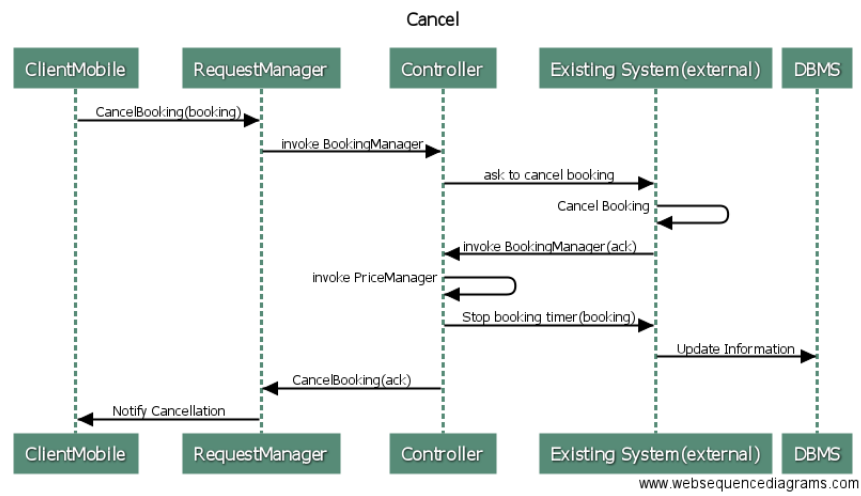 Cancel
ClientMobile RequestManager Controller Existing System(external) DBMS
CancelBooking(booking)
invoke BookingManager
ask to cancel booking
Cancel Booking
invoke BookingManager(ack)
invoke PriceManager
Stop booking timer(booking)
Update Information
CancelBooking(ack)
Notify Cancellation
ClientMobile RequestManager Controller Existing System(external) DBMS
www.websequencediagrams.com